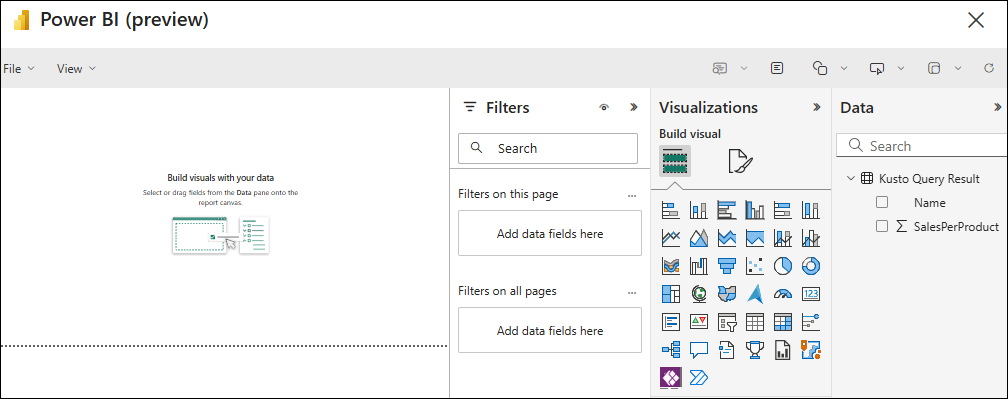 Power BI (preview)
File
View
Build visuals with your data
Select or drag fields from the Data pane onto the
report canvas.
Filters
Search
Filters on this page
...
Add data fields here
Filters on all pages
...
Add data fields here
Visualizations
Build visual
123
Data
Search
Kusto Query Result
Name
SalesPerProduct